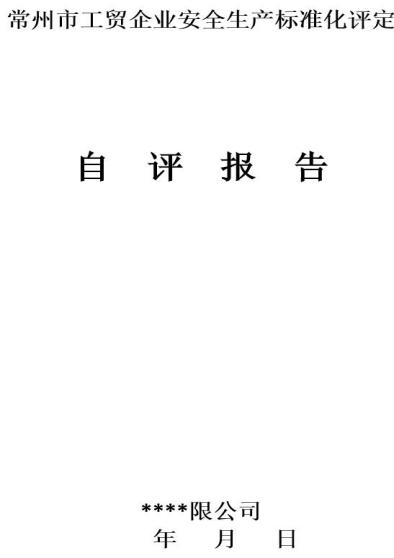 常州市工贸企业安全生产标准化评定
自 评 报 告
****限公司
年 月 日